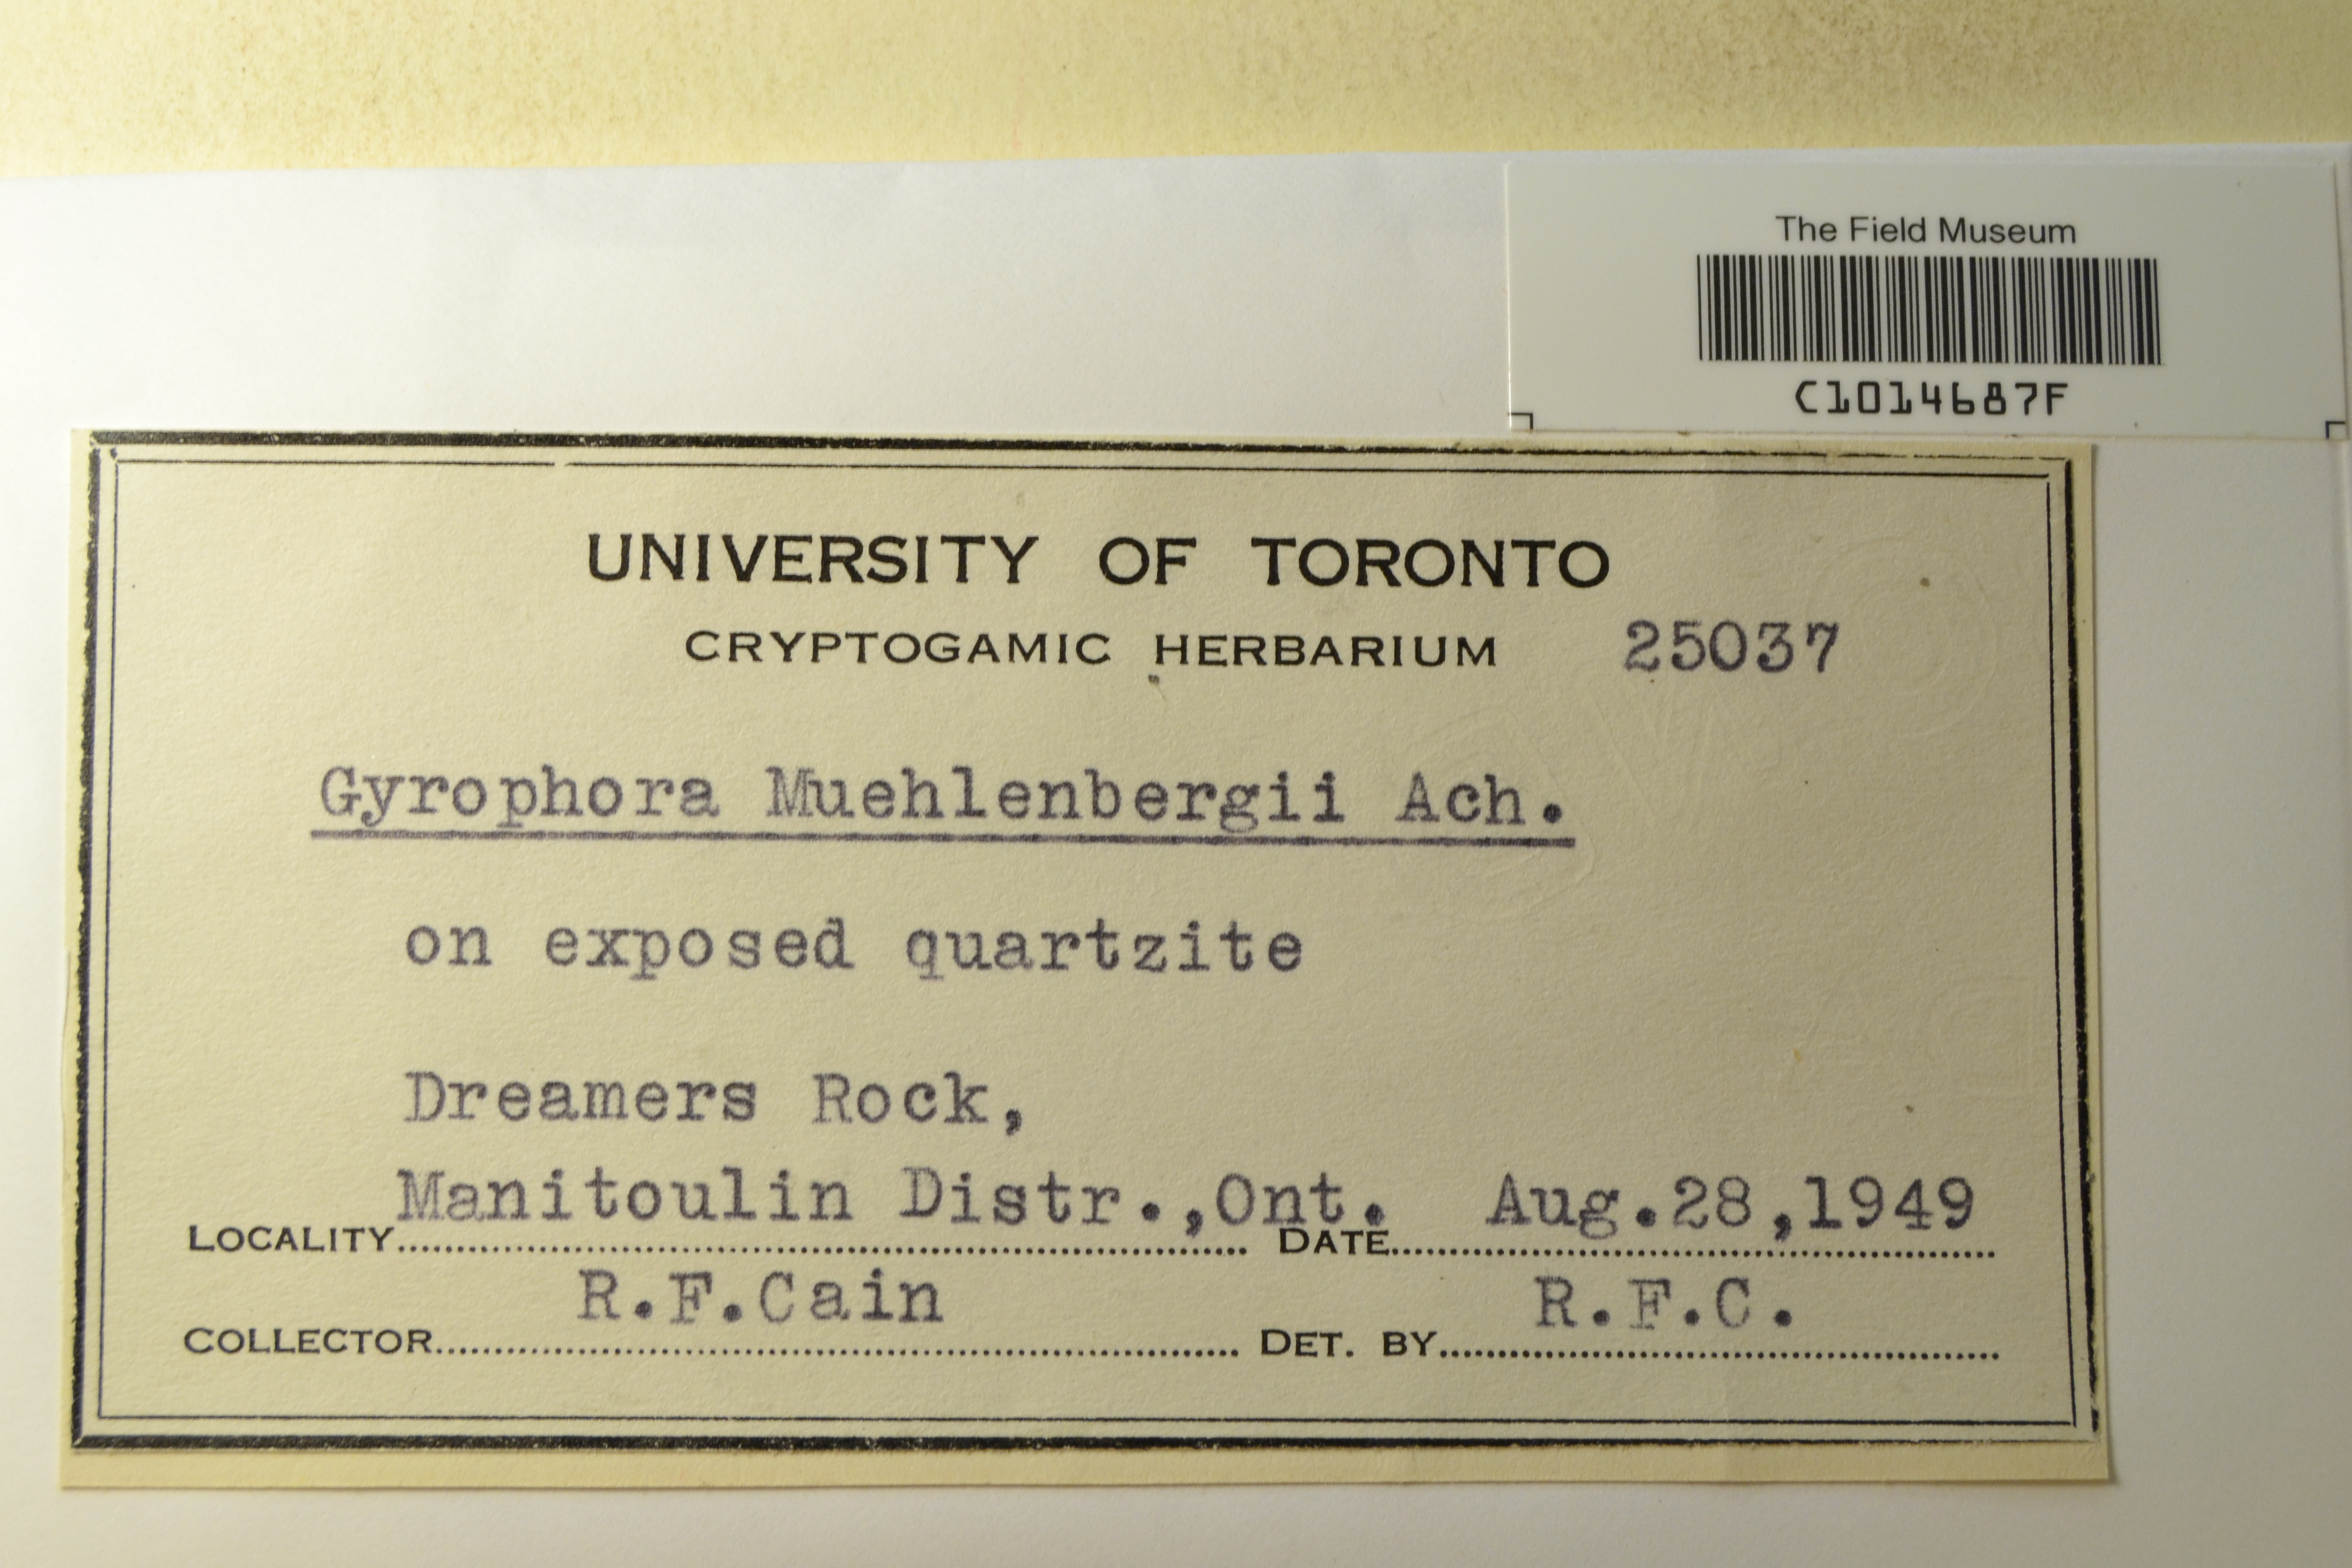 The Field Museum
C1014687F
UNIVERSITY OF TORONTO
CRYPTOGAMIC HERBARIUM 25037
Gyrophora Muehlenbergii Ach.
on exposed quartzite
Dreamers Rock,
Manitoulin Distr.,Ont. Aug.28,1949
LOCALITY DATE
R.F.Cain R.F.C.
COLLECTOR DET. BY